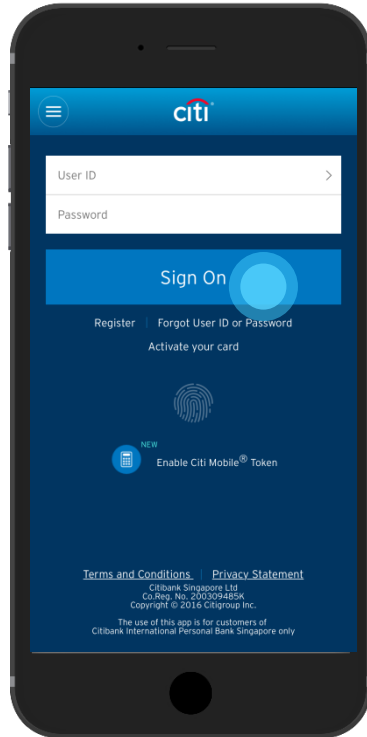 citi
User ID
Password
Sign On
Register | Forgot User ID or Password
Activate your card
NEW
Enable Citi Mobile® Token
Terms and Conditions | Privacy Statement
Citibank Singapore Ltd
Co.Reg. No. 200309485K
Copyright © 2016 Citigroup Inc.
The use of this app is for customers of
Citibank International Personal Bank Singapore only